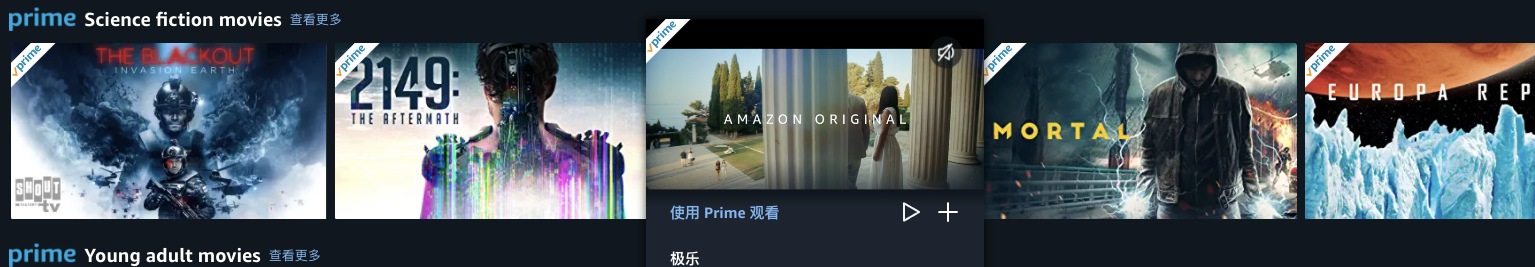 prime Science fiction movies 查看更多
prime
THE BLACKOUT
INVASION EARTH
SHOUT
tv
prime
2149:
THE AFTERMATH
prime
AMAZON ORIGINAL
使用 Prime 观看
极乐
prime
MORTAL
prime
EUROPA REP
prime Young adult movies 查看更多